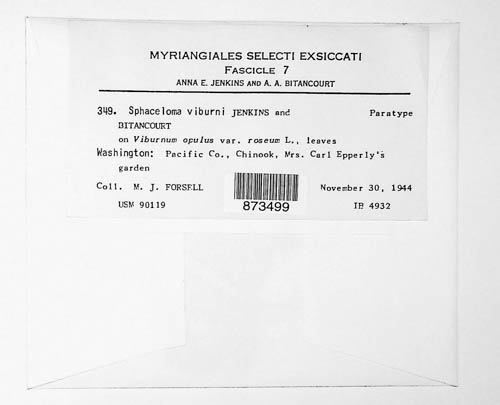 MYRIANGIALES SELECTI EXSICCATI
FASCICLE 7
ANNA E. JENKINS AND A. A. BITANCOURT
349. Sphaceloma viburni JENKINS and Paratype
BITANCOURT
on Viburnum opulus var. roseum L., leaves
Washington: Pacific Co., Chinook, Mrs. Carl Epperly's
garden
Coll. M. J. FORSELL November 30, 1944
USM 90119 IB 4932
873499